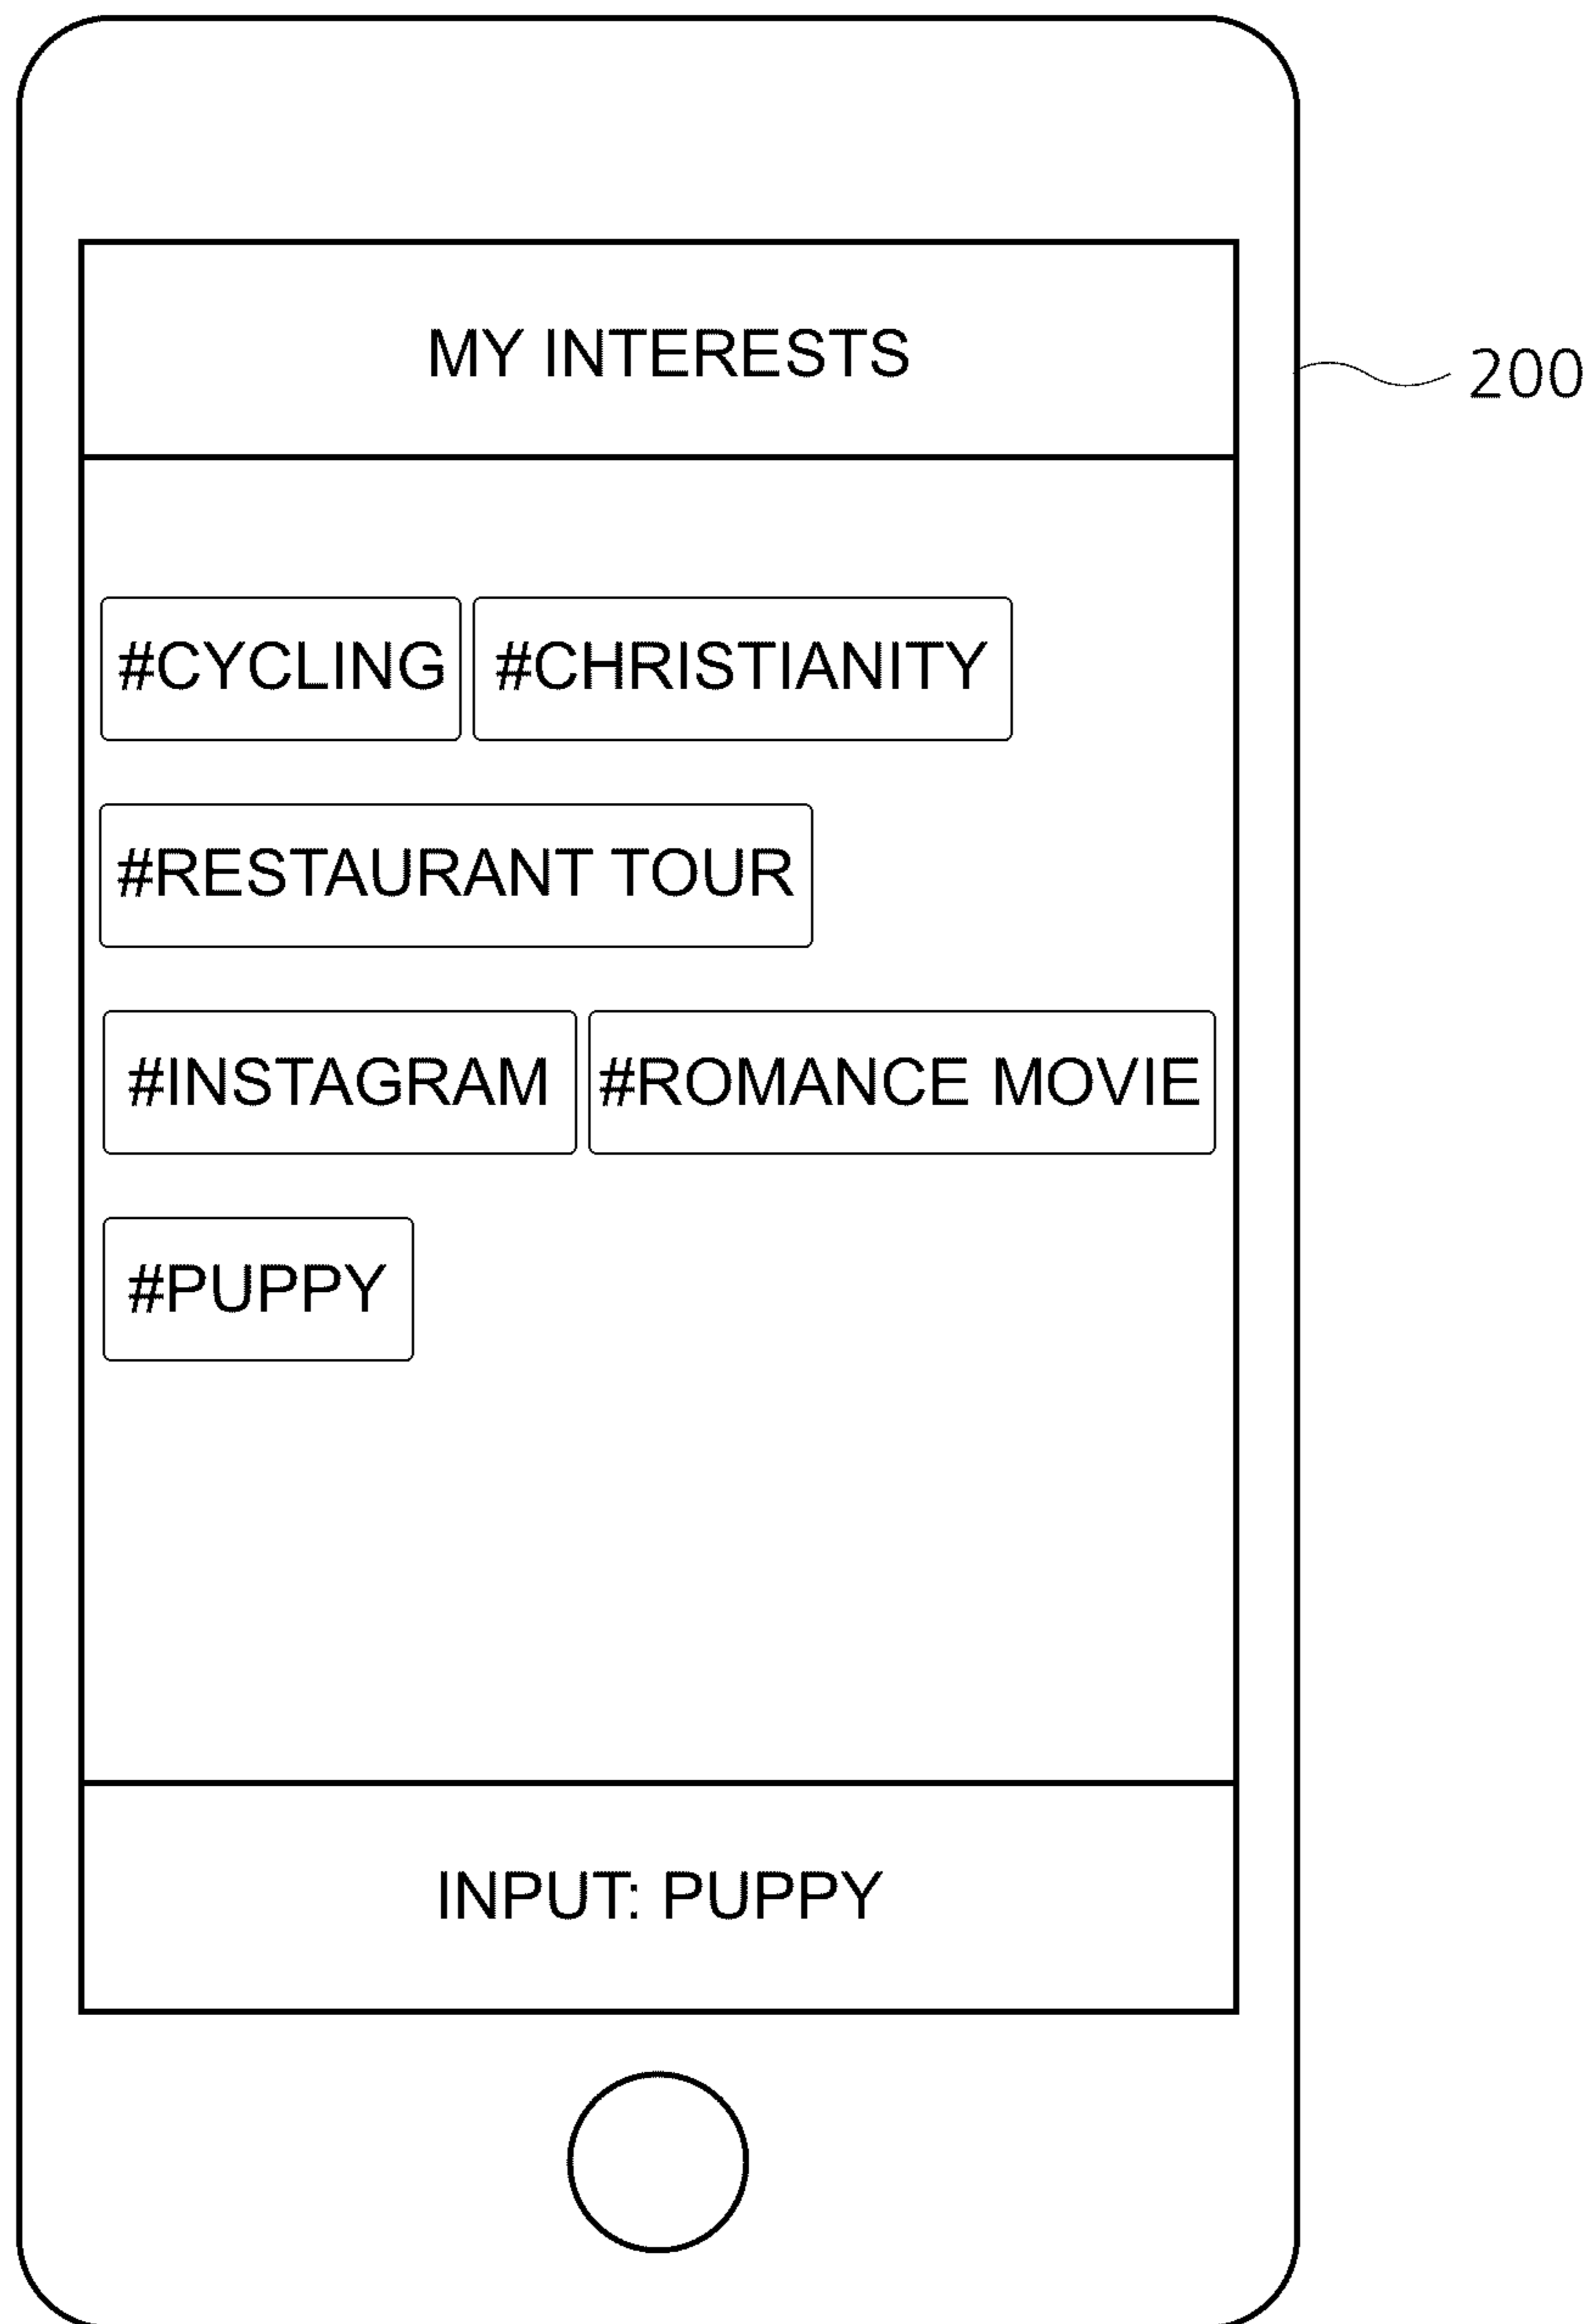 MY INTERESTS
200
#CYCLING #CHRISTIANITY
#RESTAURANT TOUR
#INSTAGRAM #ROMANCE MOVIE
#PUPPY
INPUT: PUPPY